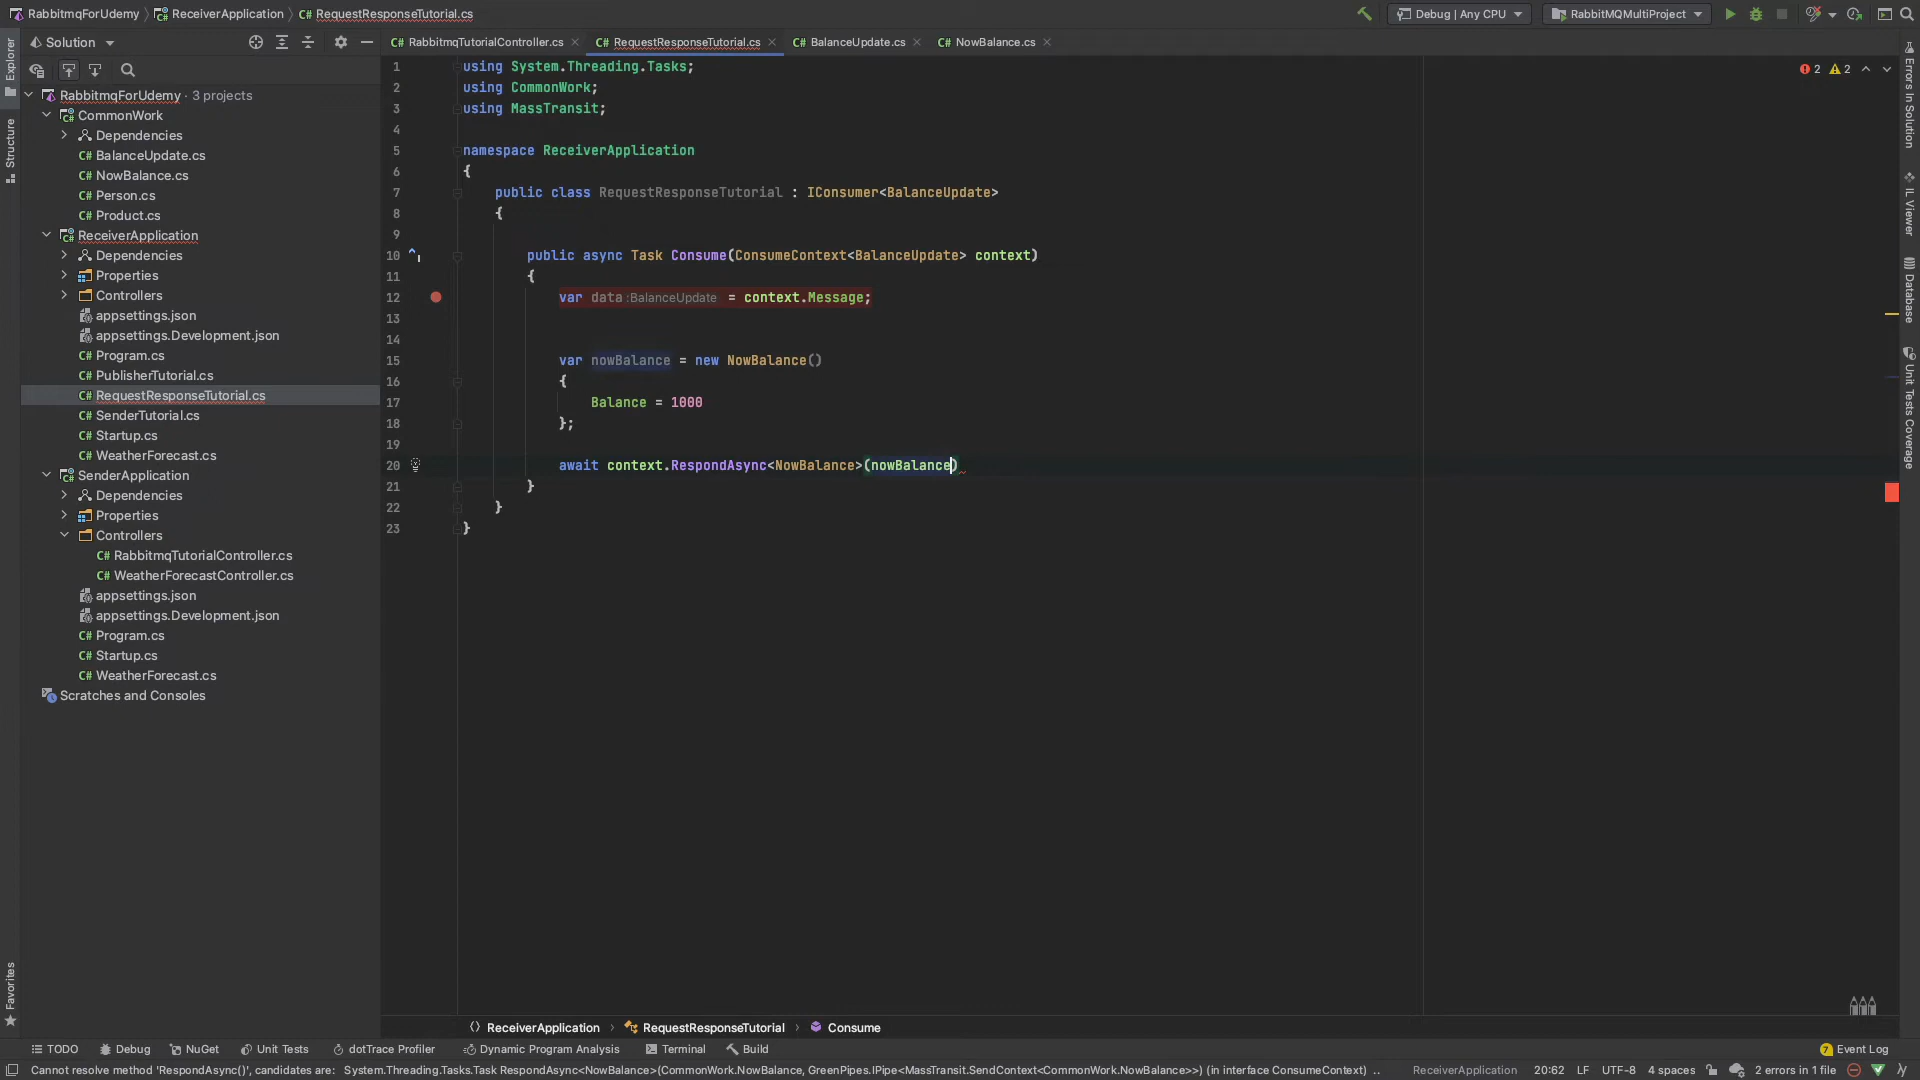 RabbitmqForUdemy ReceiverApplication C# RequestResponseTutorial.cs Debug | Any CPU RabbitMQMultiProject
Solution
C# RabbitmqTutorialController.cs C# RequestResponseTutorial.cs C# BalanceUpdate.cs C# NowBalance.cs
2 2
RabbitmqForUdemy · 3 projects
CommonWork
Dependencies
C# BalanceUpdate.cs
C# NowBalance.cs
C# Person.cs
C# Product.cs
ReceiverApplication
Dependencies
Properties
Controllers
appsettings.json
appsettings.Development.json
C# Program.cs
C# PublisherTutorial.cs
C# RequestResponseTutorial.cs
C# SenderTutorial.cs
C# Startup.cs
C# WeatherForecast.cs
SenderApplication
Dependencies
Properties
Controllers
C# RabbitmqTutorialController.cs
C# WeatherForecastController.cs
appsettings.json
appsettings.Development.json
C# Program.cs
C# Startup.cs
C# WeatherForecast.cs
Scratches and Consoles
Explorer
Structure
Favorites
1 using System.Threading.Tasks;
2 using CommonWork;
3 using MassTransit;
4
5 namespace ReceiverApplication
6 {
7 public class RequestResponseTutorial : IConsumer<BalanceUpdate>
8 {
9
10 public async Task Consume(ConsumeContext<BalanceUpdate> context)
11 {
12 var data :BalanceUpdate = context.Message;
13
14
15 var nowBalance = new NowBalance()
16 {
17 Balance = 1000
18 };
19
20 await context.RespondAsync<NowBalance>(nowBalance)
21 }
22 }
23 }
Errors In Solution
IL Viewer
Database
Unit Tests Coverage
ReceiverApplication RequestResponseTutorial Consume
TODO Debug NuGet Unit Tests dotTrace Profiler Dynamic Program Analysis Terminal Build 7 Event Log
Cannot resolve method 'RespondAsync()', candidates are: System.Threading.Tasks.Task RespondAsync<NowBalance>(CommonWork.NowBalance, GreenPipes.IPipe<MassTransit.SendContext<CommonWork.NowBalance>>) (in interface ConsumeContext) .. ReceiverApplication 20:62 LF UTF-8 4 spaces 2 errors in 1 file